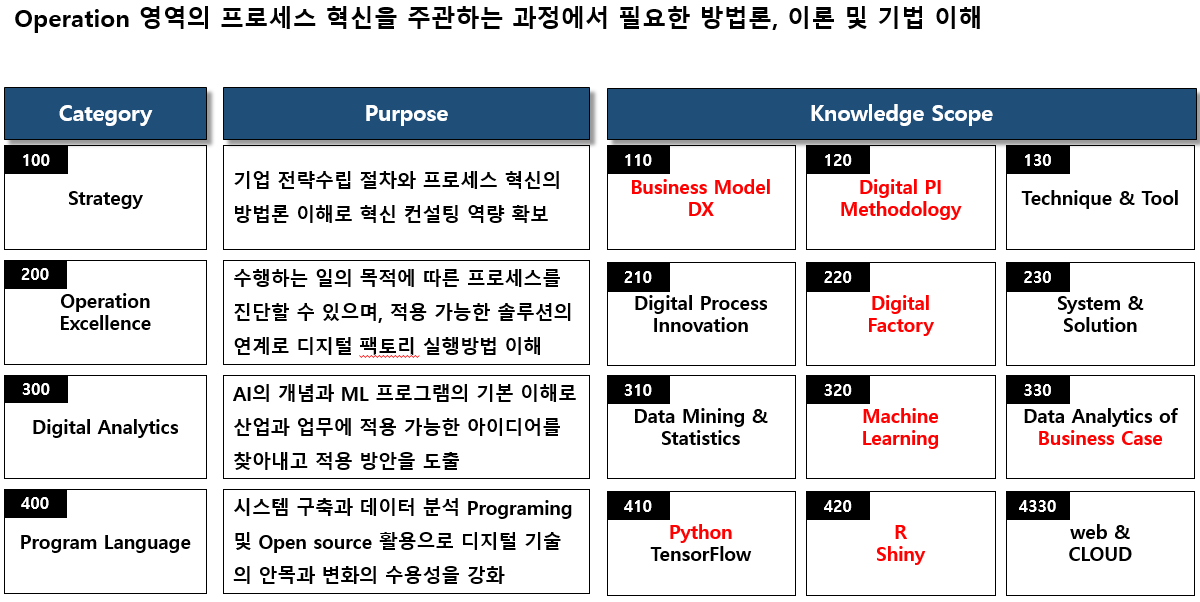 Operation 영역의 프로세스 혁신을 주관하는 과정에서 필요한 방법론, 이론 및 기법 이해
Category
Purpose
Knowledge Scope
100
Strategy
기업 전략수립 절차와 프로세스 혁신의
방법론 이해로 혁신 컨설팅 역량 확보
110
Business Model
DX
120
Digital PI
Methodology
130
Technique & Tool
200
Operation
Excellence
수행하는 일의 목적에 따른 프로세스를
진단할 수 있으며, 적용 가능한 솔루션의
연계로 디지털 팩토리 실행방법 이해
210
Digital Process
Innovation
220
Digital
Factory
230
System &
Solution
300
Digital Analytics
AI의 개념과 ML 프로그램의 기본 이해로
산업과 업무에 적용 가능한 아이디어를
찾아내고 적용 방안을 도출
310
Data Mining &
Statistics
320
Machine
Learning
330
Data Analytics of
Business Case
400
Program Language
시스템 구축과 데이터 분석 Programing
및 Open source 활용으로 디지털 기술
의 안목과 변화의 수용성을 강화
410
Python
TensorFlow
420
R
Shiny
4330
web &
CLOUD